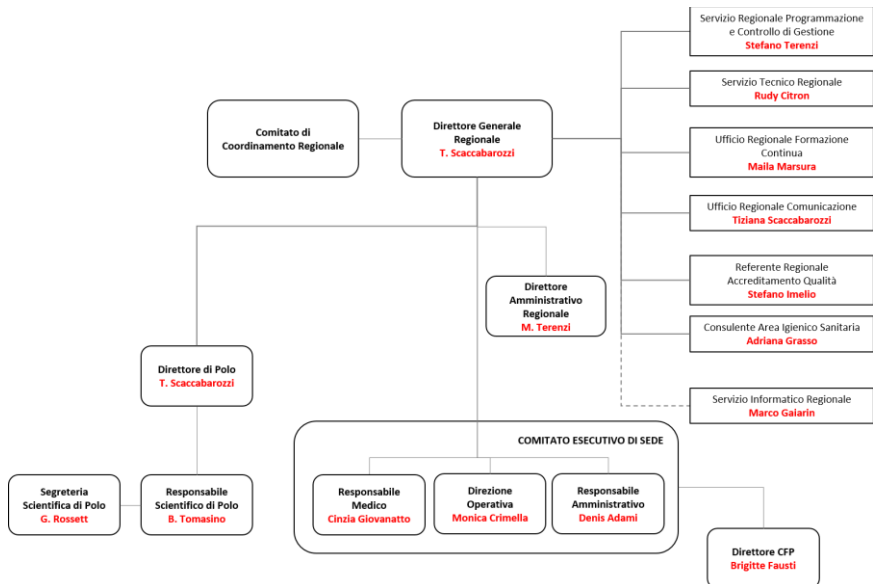 Servizio Regionale Programmazione
e Controllo di Gestione
Stefano Terenzi
Servizio Tecnico Regionale
Rudy Citron
Comitato di
Coordinamento Regionale
Direttore Generale
Regionale
T. Scaccabarozzi
Ufficio Regionale Formazione
Continua
Maila Marsura
Ufficio Regionale Comunicazione
Tiziana Scaccabarozzi
Direttore
Amministrativo
Regionale
M. Terenzi
Referente Regionale
Accreditamento Qualità
Stefano Imelio
Consulente Area Igienico Sanitaria
Adriana Grasso
Direttore di Polo
T. Scaccabarozzi
Servizio Informatico Regionale
Marco Gaiarin
COMITATO ESECUTIVO DI SEDE
Segreteria
Scientifica di Polo
G. Rossett
Responsabile
Scientifico di Polo
B. Tomasino
Responsabile
Medico
Cinzia Giovanatto
Direzione
Operativa
Monica Crimella
Responsabile
Amministrativo
Denis Adami
Direttore CFP
Brigitte Fausti